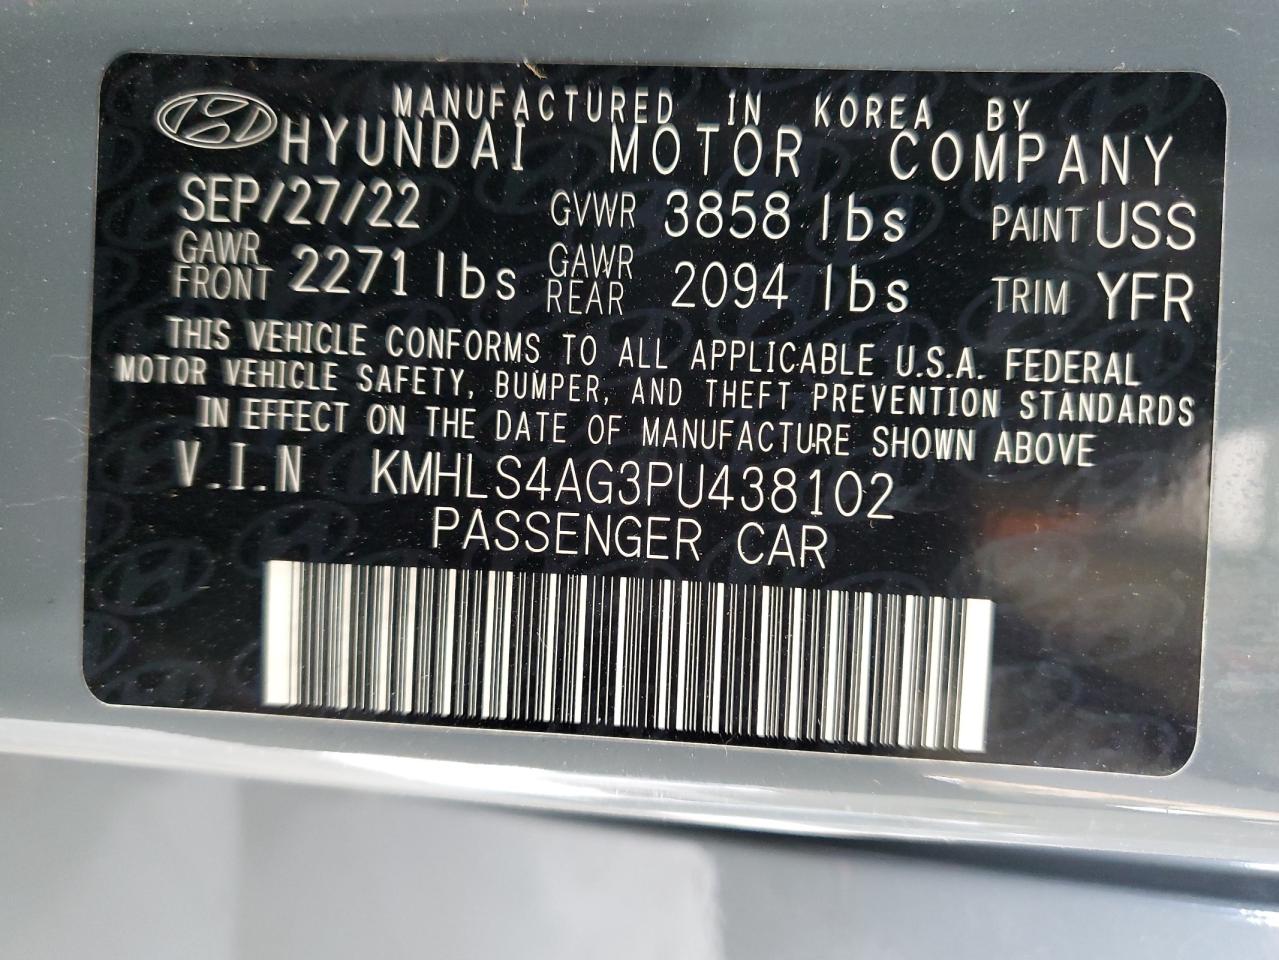 MANUFACTURED IN KOREA BY
HYUNDAI MOTOR COMPANY
SEP/27/22 GVWR 3858 lbs PAINT USS
GAWR FRONT 2271 lbs GAWR REAR 2094 lbs TRIM YFR
THIS VEHICLE CONFORMS TO ALL APPLICABLE U.S.A. FEDERAL
MOTOR VEHICLE SAFETY, BUMPER, AND THEFT PREVENTION STANDARDS
IN EFFECT ON THE DATE OF MANUFACTURE SHOWN ABOVE
V.I.N KMHLS4AG3PU438102
PASSENGER CAR